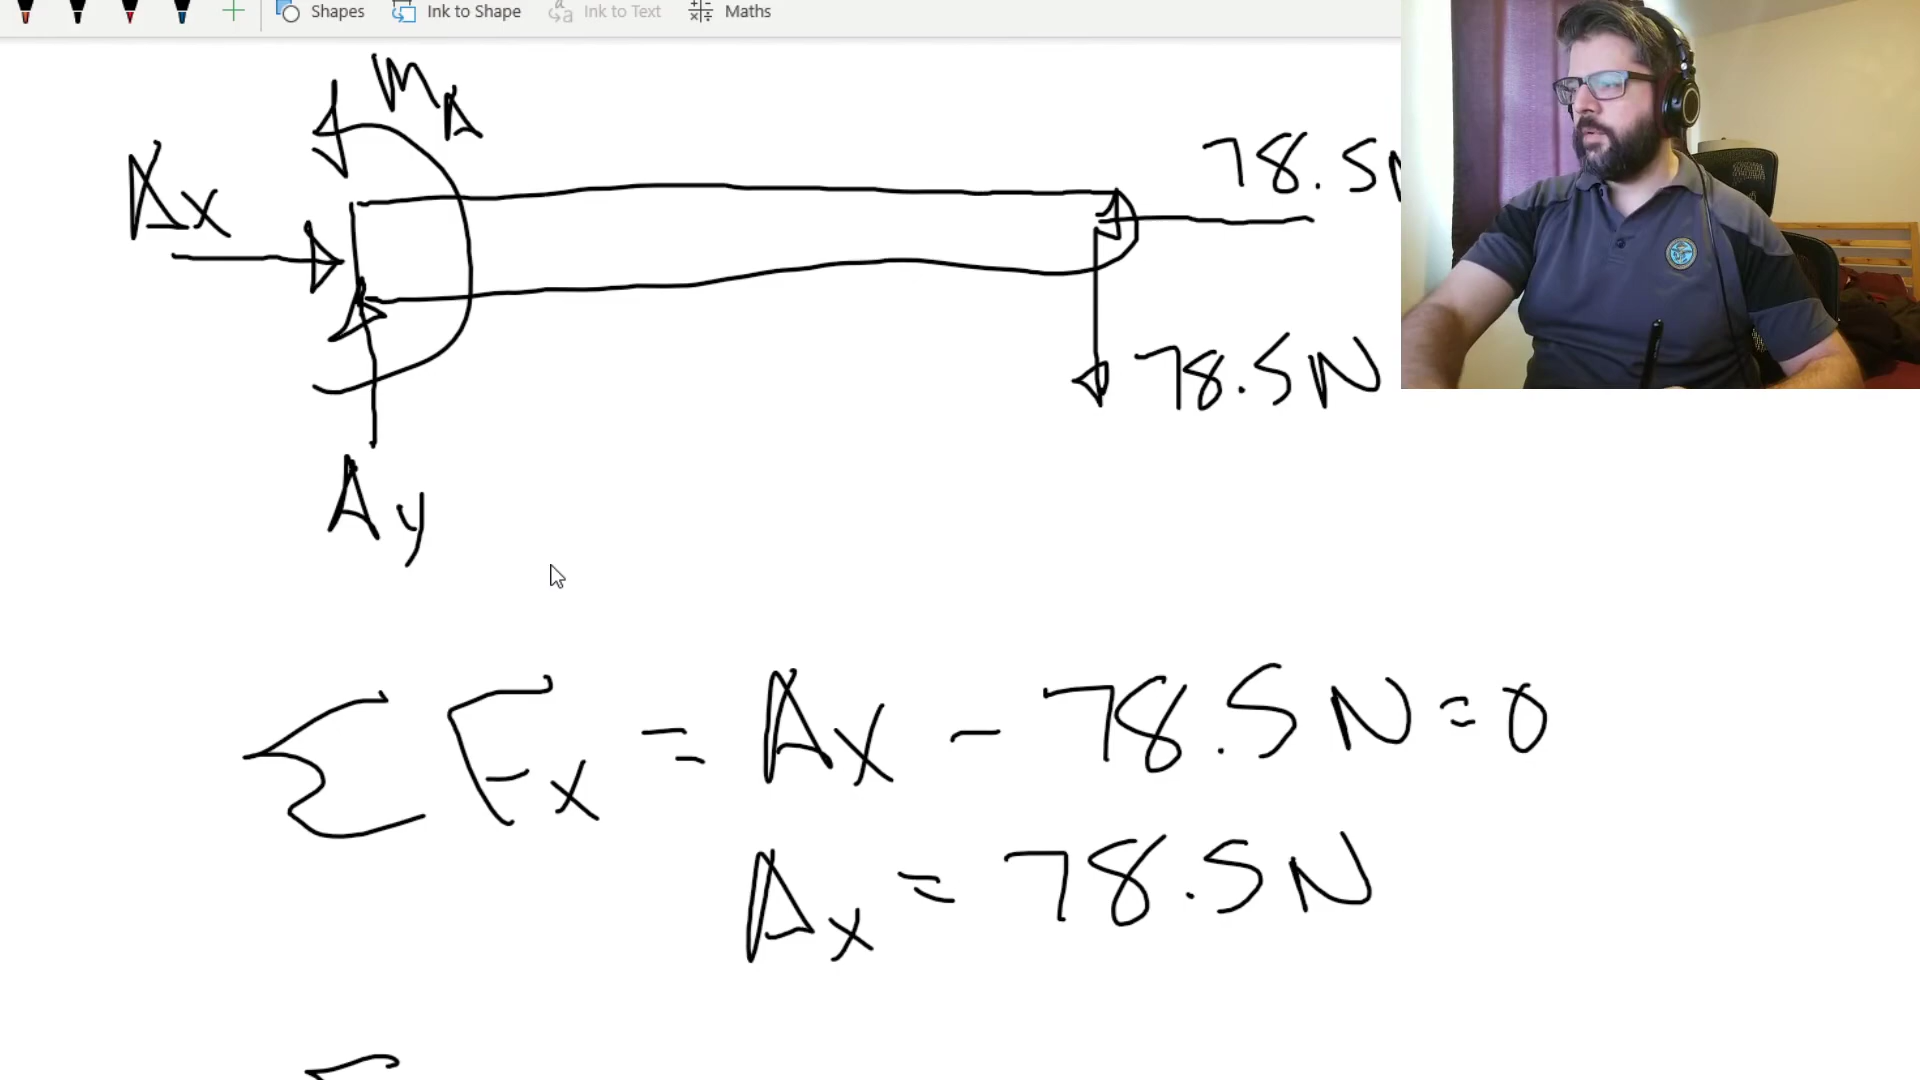 Shapes Ink to Shape Ink to Text Maths
MA
Ax
78.5N
78.5N
Ay
ΣFx = Ax - 78.5N = 0
Ax = 78.5N